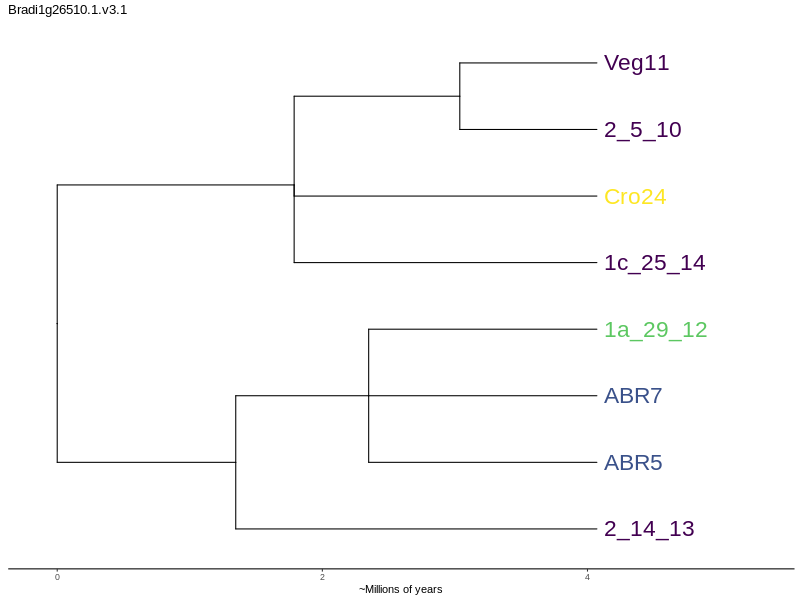 Bradi1g26510.1.v3.1
Veg11
2_5_10
Cro24
1c_25_14
1a_29_12
ABR7
ABR5
2_14_13
0 2 4
~Millions of years